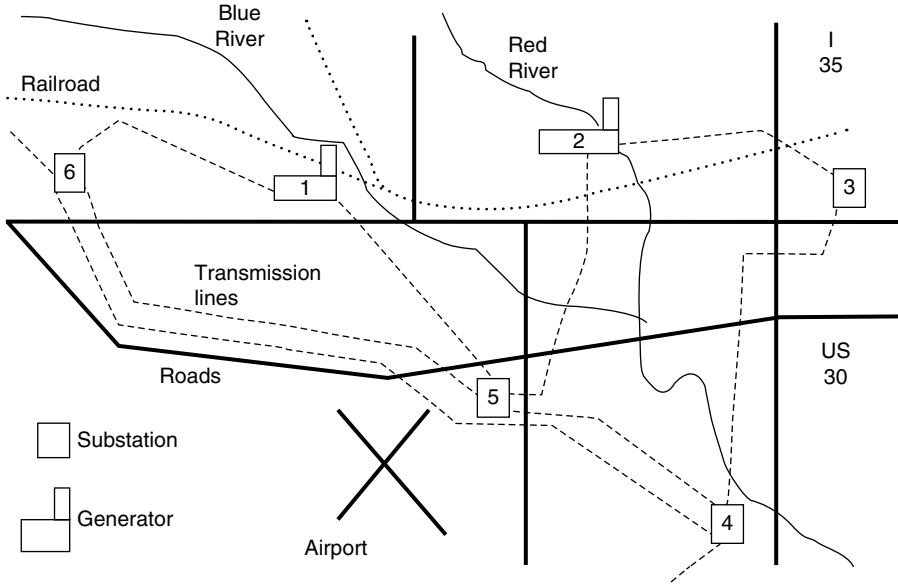 Blue
River
Red
River
I
35
Railroad
2
6
1
3
Transmission
lines
Roads
US
30
5
Substation
4
Generator
Airport